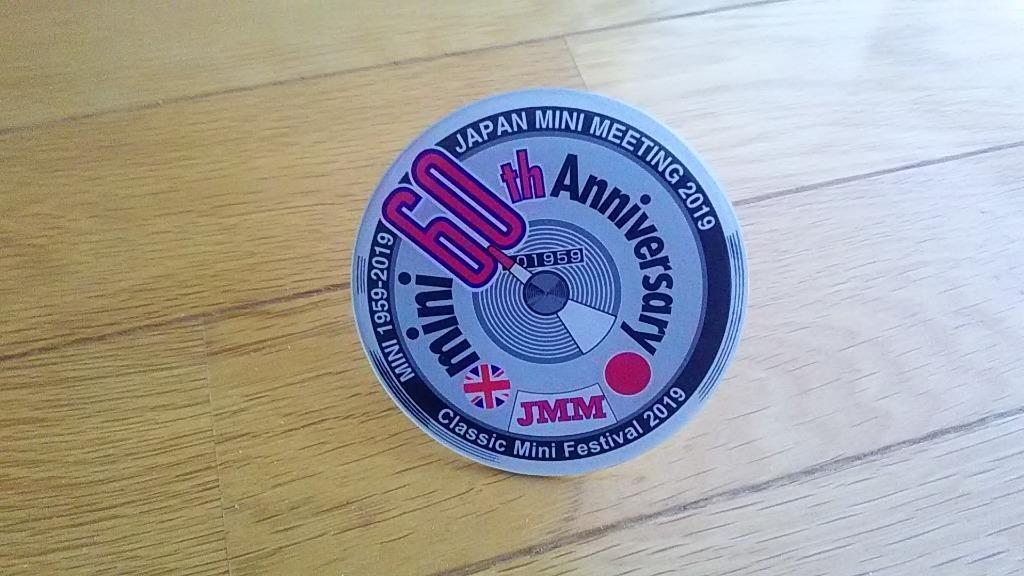 JAPAN MINI MEETING 2019
MINI 1959-2019
mini 60th Anniversary
01959
JMM
Classic Mini Festival 2019